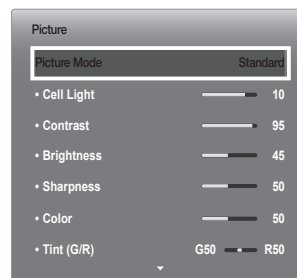 Picture
Picture Mode Standard
• Cell Light 10
• Contrast 95
• Brightness 45
• Sharpness 50
• Color 50
• Tint (G/R) G50 R50